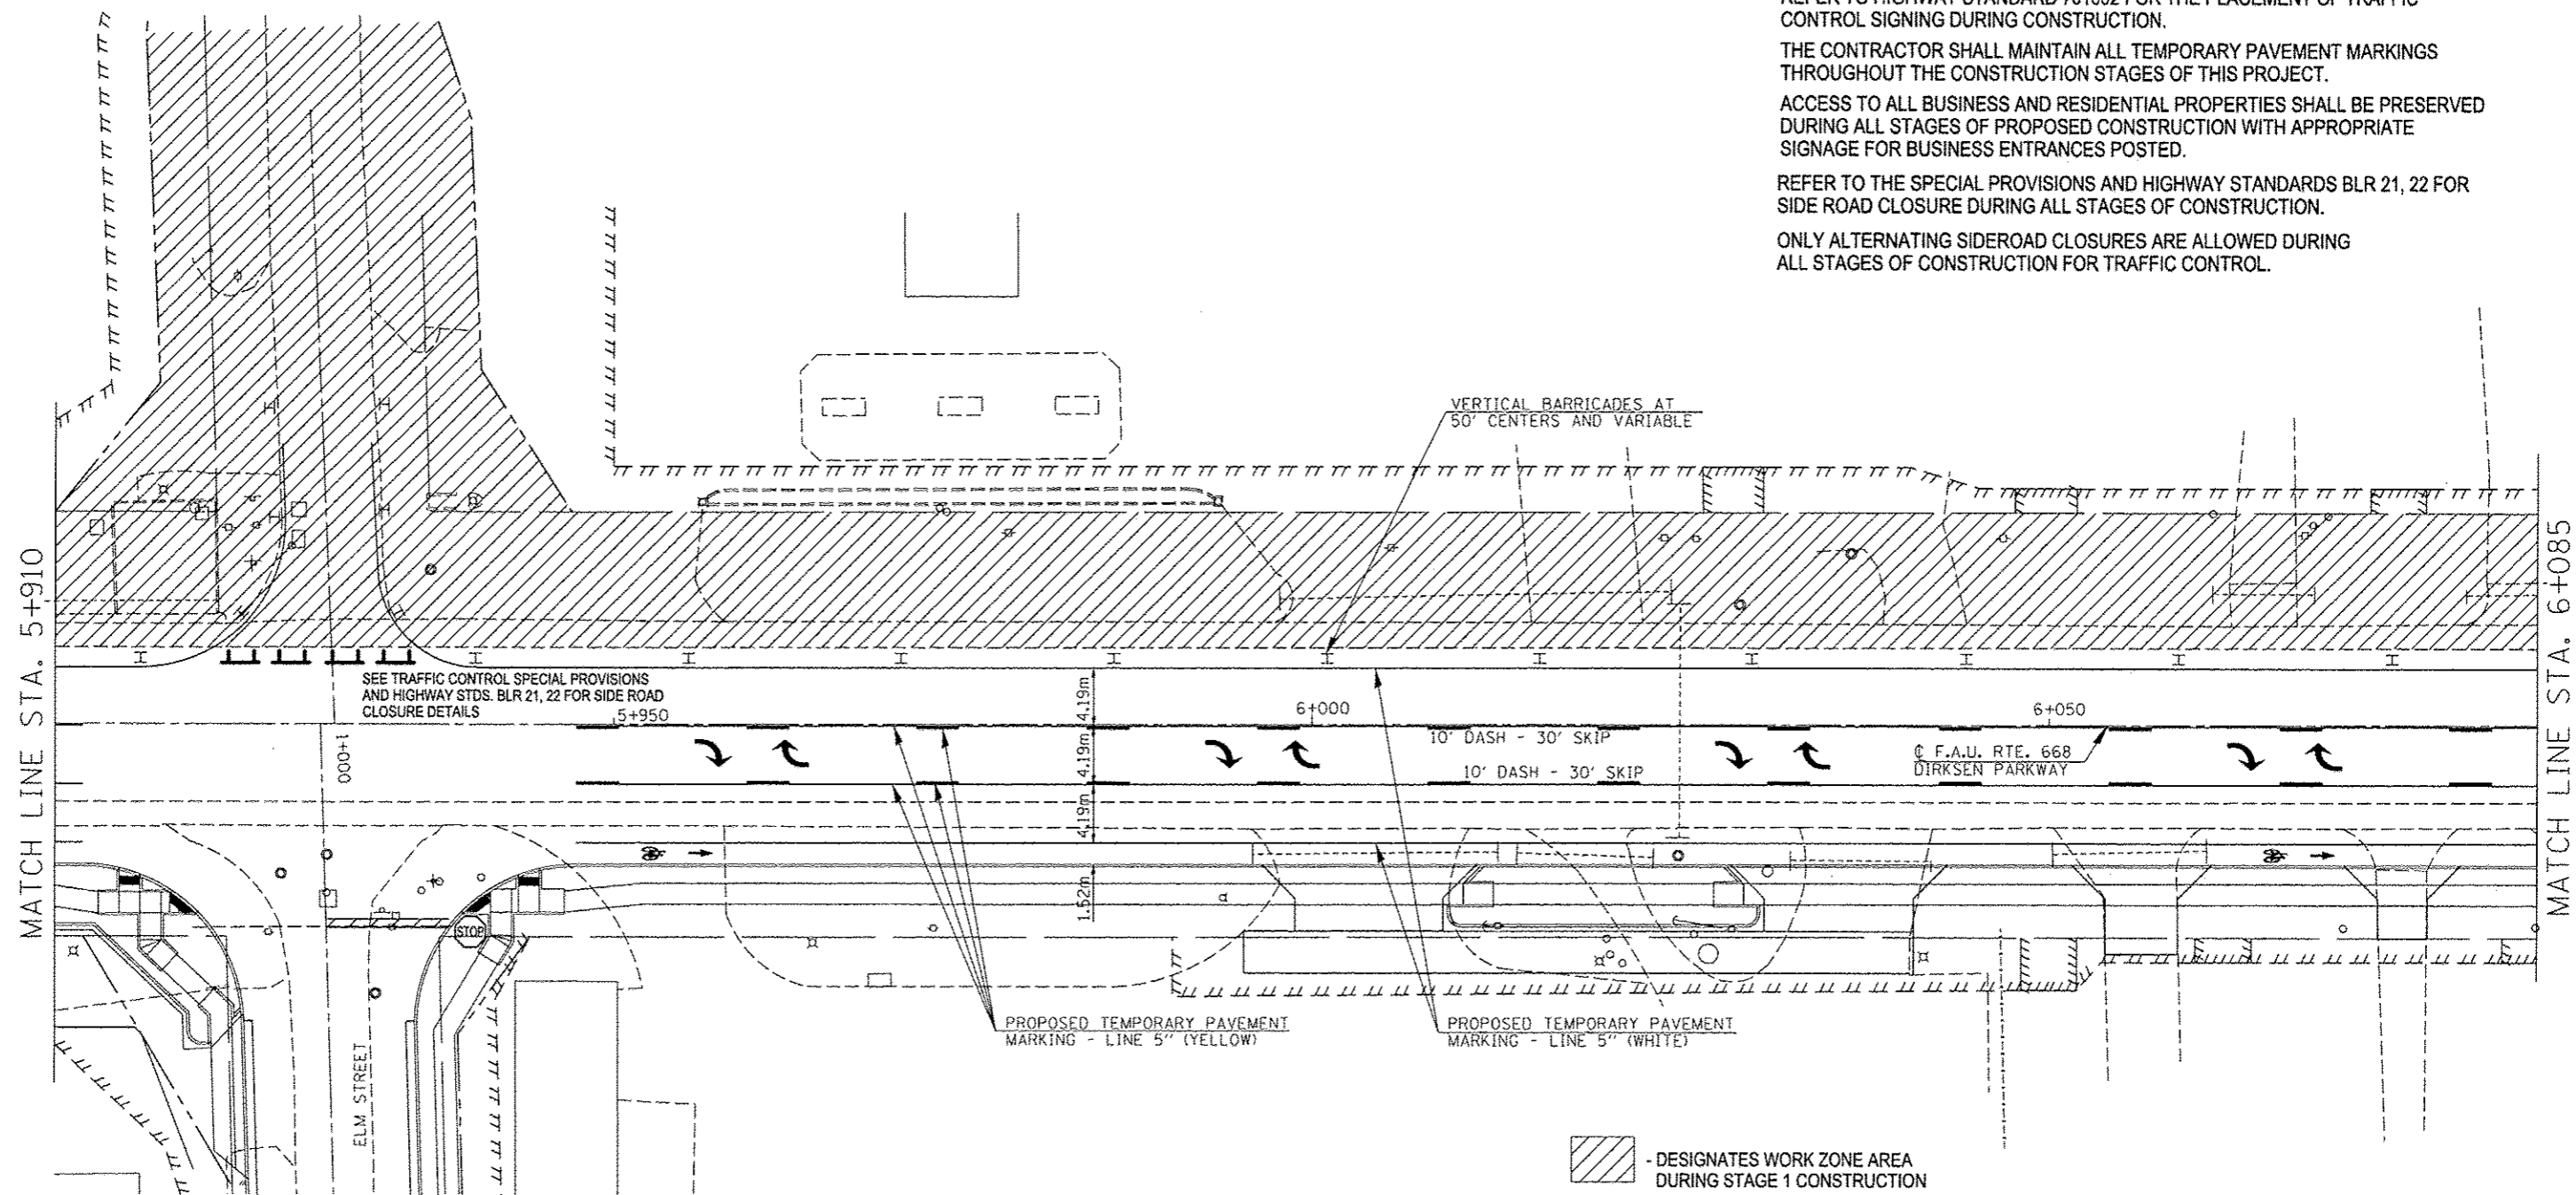 CONTROL SIGNING DURING CONSTRUCTION.
THE CONTRACTOR SHALL MAINTAIN ALL TEMPORARY PAVEMENT MARKINGS
THROUGHOUT THE CONSTRUCTION STAGES OF THIS PROJECT.
ACCESS TO ALL BUSINESS AND RESIDENTIAL PROPERTIES SHALL BE PRESERVED
DURING ALL STAGES OF PROPOSED CONSTRUCTION WITH APPROPRIATE
SIGNAGE FOR BUSINESS ENTRANCES POSTED.
REFER TO THE SPECIAL PROVISIONS AND HIGHWAY STANDARDS BLR 21, 22 FOR
SIDE ROAD CLOSURE DURING ALL STAGES OF CONSTRUCTION.
ONLY ALTERNATING SIDEROAD CLOSURES ARE ALLOWED DURING
ALL STAGES OF CONSTRUCTION FOR TRAFFIC CONTROL.
VERTICAL BARRICADES AT
50' CENTERS AND VARIABLE
MATCH LINE STA. 5+910
MATCH LINE STA. 6+085
SEE TRAFFIC CONTROL SPECIAL PROVISIONS
AND HIGHWAY STDS. BLR 21, 22 FOR SIDE ROAD
CLOSURE DETAILS
5+950
6+000
6+050
1+000
4.19m
4.19m
4.19m
1.52m
10' DASH - 30' SKIP
10' DASH - 30' SKIP
℄ F.A.U. RTE. 668
DIRKSEN PARKWAY
STOP
ELM STREET
PROPOSED TEMPORARY PAVEMENT
MARKING - LINE 5" (YELLOW)
PROPOSED TEMPORARY PAVEMENT
MARKING - LINE 5" (WHITE)
- DESIGNATES WORK ZONE AREA
DURING STAGE 1 CONSTRUCTION